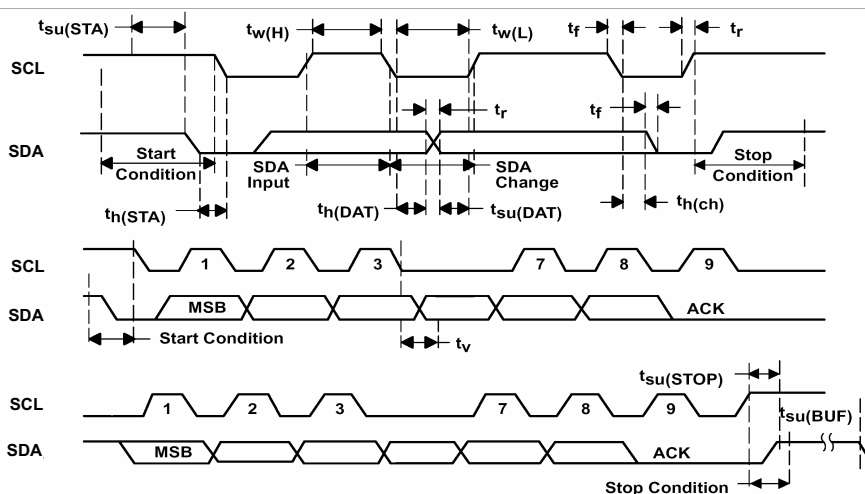 tsu(STA)
tw(H)
tw(L)
tf
tr
SCL
tr
tf
SDA
Start
Condition
SDA
Input
SDA
Change
Stop
Condition
th(STA)
th(DAT)
tsu(DAT)
th(ch)
SCL
1
2
3
7
8
9
SDA
MSB
ACK
Start Condition
tv
tsu(STOP)
SCL
1
2
3
7
8
9
tsu(BUF)
SDA
MSB
ACK
Stop Condition